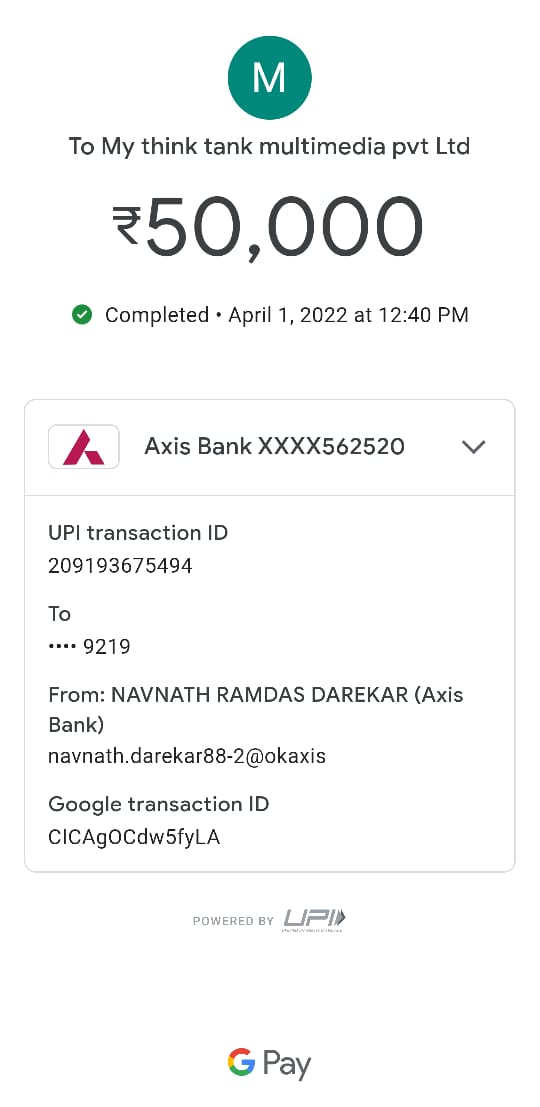 M
To My think tank multimedia pvt Ltd
₹50,000
Completed • April 1, 2022 at 12:40 PM
Axis Bank XXXX562520
UPI transaction ID
209193675494
To
•••• 9219
From: NAVNATH RAMDAS DAREKAR (Axis
Bank)
navnath.darekar88-2@okaxis
Google transaction ID
CICAgOCdw5fyLA
POWERED BY UPI
G Pay